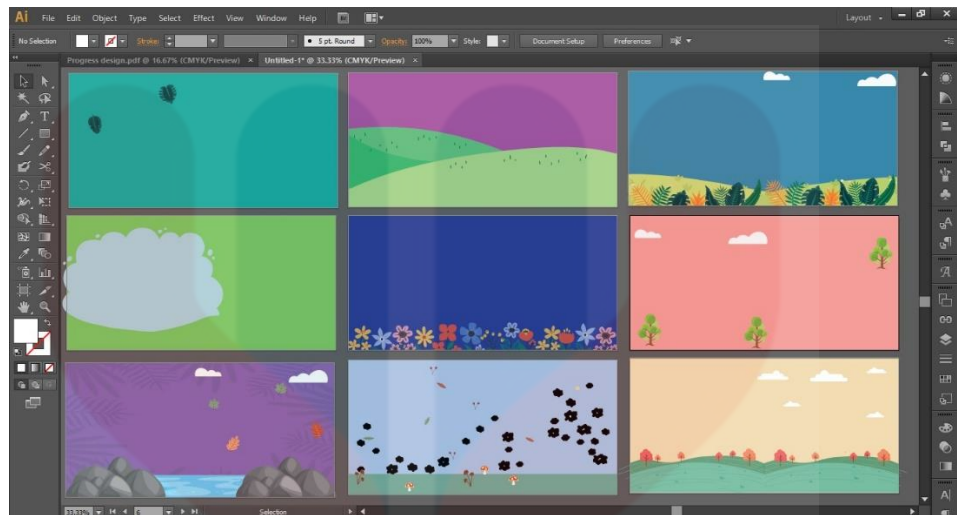 Ai File Edit Object Type Select Effect View Window Help Br Layout
No Selection Stroke: 5 pt. Round Opacity: 100% Style: Document Setup Preferences
Progress design.pdf @ 16.67% (CMYK/Preview) × Untitled-1* @ 33.33% (CMYK/Preview) ×
33.33% 6 Selection